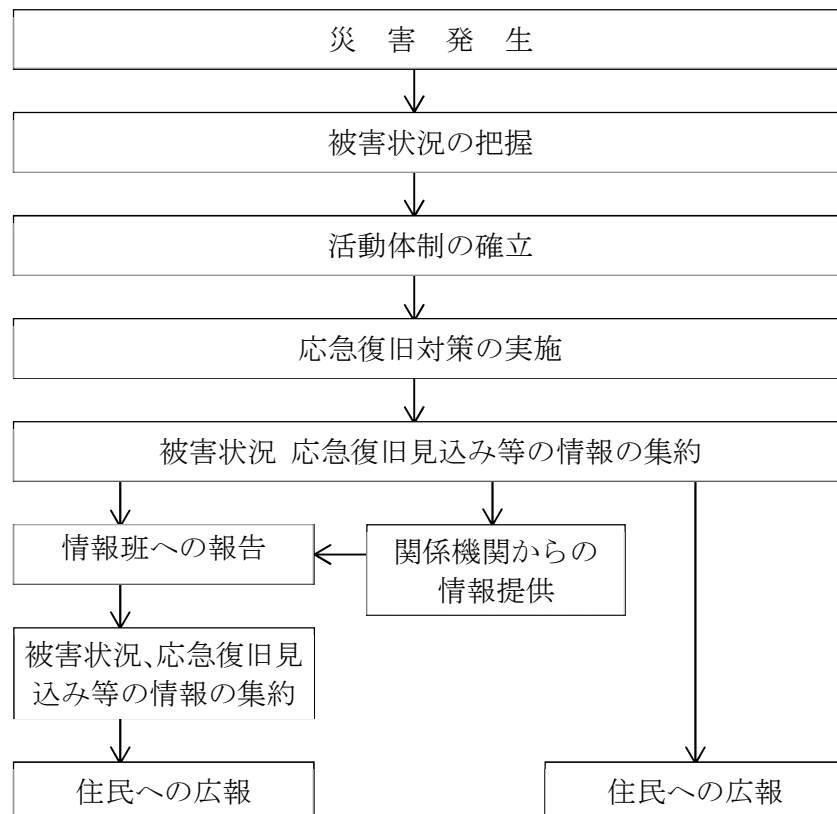 災 害 発 生
被害状況の把握
活動体制の確立
応急復旧対策の実施
被害状況 応急復旧見込み等の情報の集約
情報班への報告
関係機関からの
情報提供
被害状況、応急復旧見
込み等の情報の集約
住民への広報
住民への広報